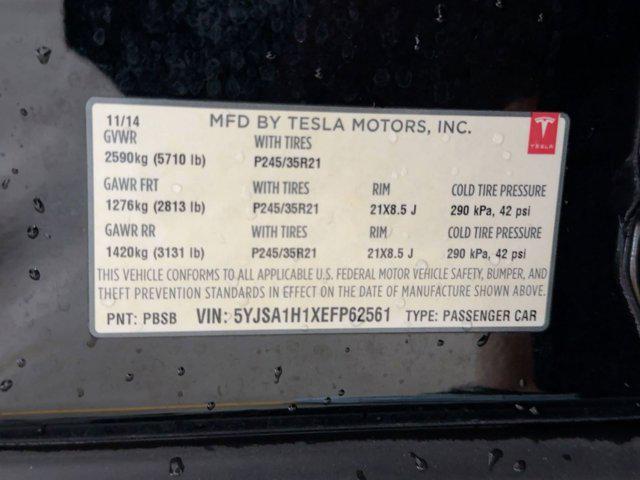 11/14 MFD BY TESLA MOTORS, INC. TESLA
GVWR WITH TIRES
2590kg (5710 lb) P245/35R21
GAWR FRT WITH TIRES RIM COLD TIRE PRESSURE
1276kg (2813 lb) P245/35R21 21X8.5 J 290 kPa, 42 psi
GAWR RR WITH TIRES RIM COLD TIRE PRESSURE
1420kg (3131 lb) P245/35R21 21X8.5 J 290 kPa, 42 psi
THIS VEHICLE CONFORMS TO ALL APPLICABLE U.S. FEDERAL MOTOR VEHICLE SAFETY, BUMPER, AND
THEFT PREVENTION STANDARDS IN EFFECT ON THE DATE OF MANUFACTURE SHOWN ABOVE.
PNT: PBSB VIN: 5YJSA1H1XEFP62561 TYPE: PASSENGER CAR